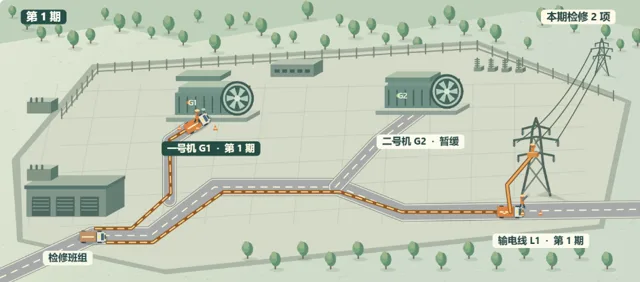 第 1 期
本期检修 2 项
G1
G2
一号机 G1 · 第 1 期
二号机 G2 · 暂缓
输电线 L1 · 第 1 期
检修班组